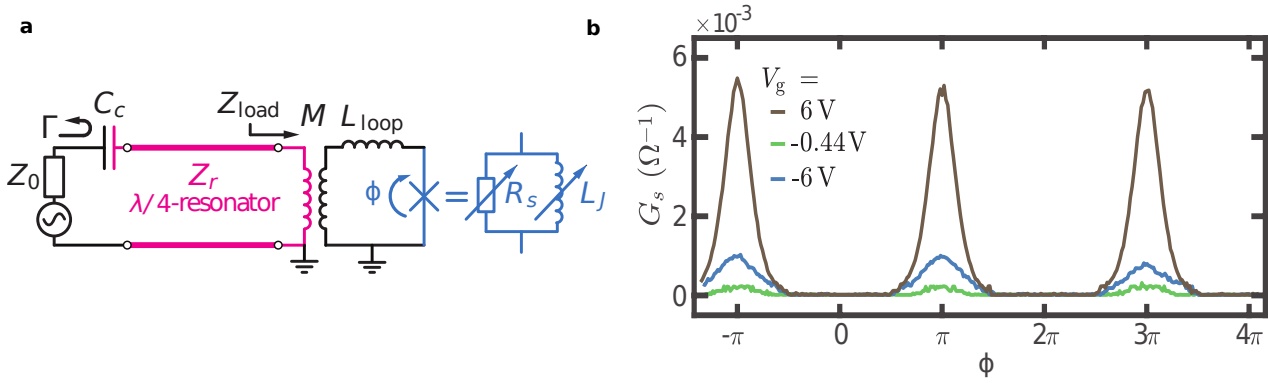 a
C_c
Γ
Z_load
M
L_loop
Z_0
Z_r
λ/4-resonator
ϕ
=
R_s
L_J
b
×10⁻³
6
4
2
0
G_s (Ω⁻¹)
V_g =
6 V
-0.44 V
-6 V
-π
0
π
2π
3π
4π
ϕ